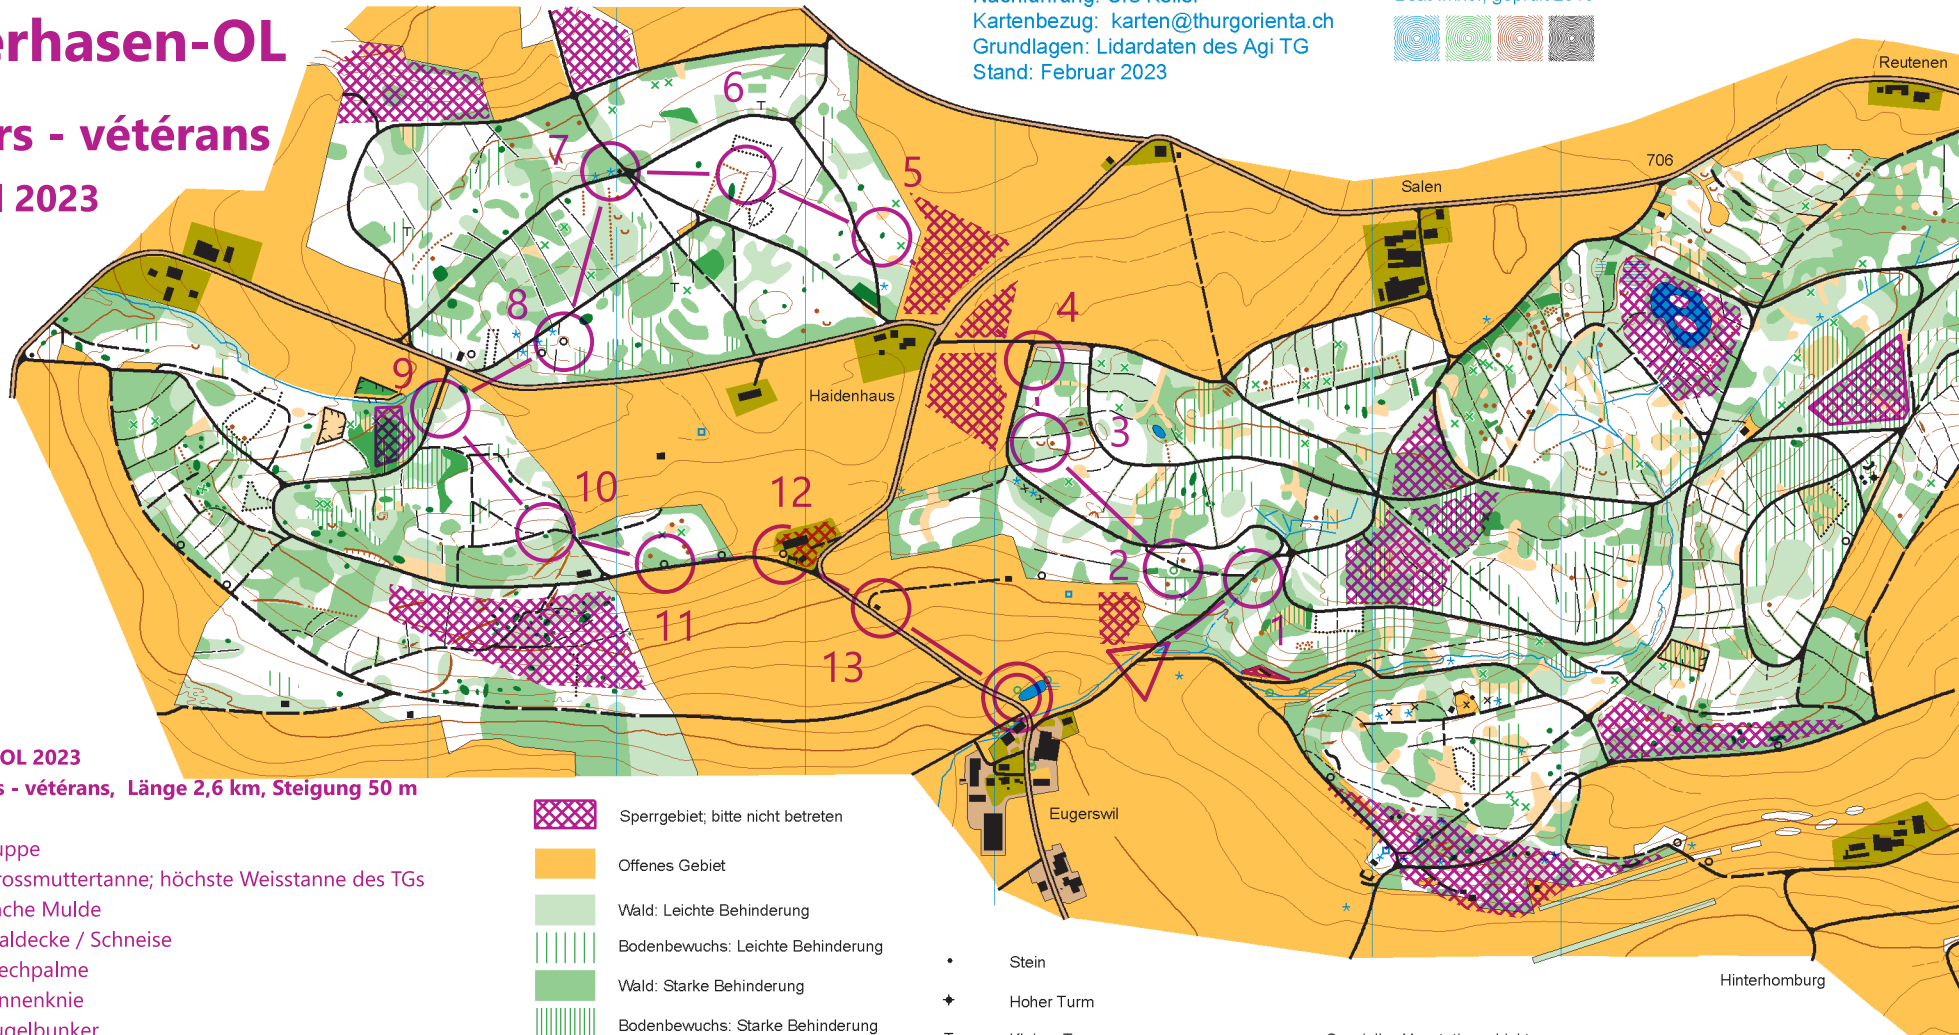 erhasen-OL
rs - vétérans
2023
Kartenbezug: karten@thurgorienta.ch
Grundlagen: Lidardaten des Agi TG
Stand: Februar 2023
Reutenen
706
Salen
Haidenhaus
Eugerswil
Hinterhomburg
6
7
5
8
4
9
3
10
12
2
11
1
13
OL 2023
s - vétérans, Länge 2,6 km, Steigung 50 m
uppe
rossmuttertanne; höchste Weisstanne des TGs
che Mulde
aldecke / Schneise
echpalme
nnenknie
ugelbunker
Sperrgebiet; bitte nicht betreten
Offenes Gebiet
Wald: Leichte Behinderung
Bodenbewuchs: Leichte Behinderung
Wald: Starke Behinderung
Bodenbewuchs: Starke Behinderung
Stein
Hoher Turm